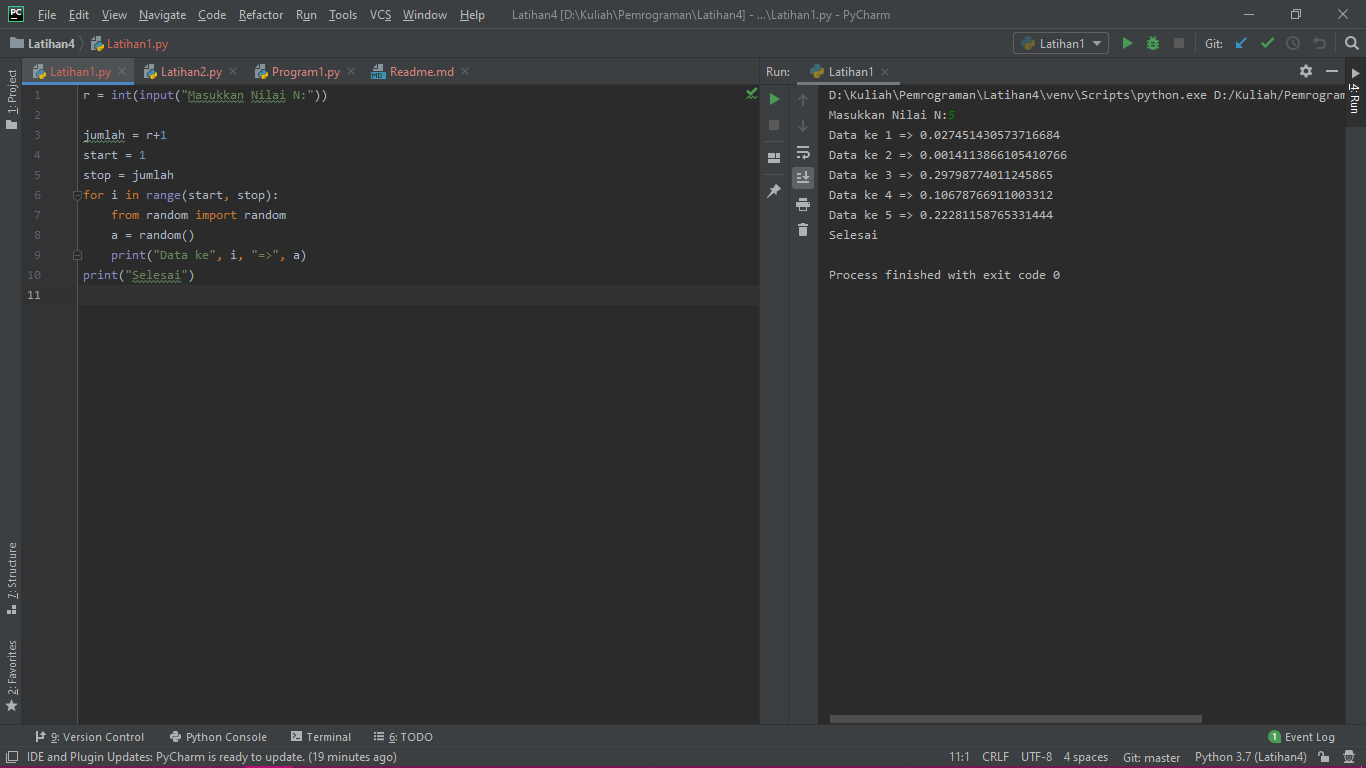 PC File Edit View Navigate Code Refactor Run Tools VCS Window Help Latihan4 [D:\Kuliah\Pemrograman\Latihan4] - ...\Latihan1.py - PyCharm
Latihan4 Latihan1.py Latihan1 Git:
Latihan1.py Latihan2.py Program1.py Readme.md Run: Latihan1
1: Project
7: Structure
2: Favorites
1 r = int(input("Masukkan Nilai N:"))
2
3 jumlah = r+1
4 start = 1
5 stop = jumlah
6 for i in range(start, stop):
7 from random import random
8 a = random()
9 print("Data ke", i, "=>", a)
10 print("Selesai")
11
D:\Kuliah\Pemrograman\Latihan4\venv\Scripts\python.exe D:/Kuliah/Pemrogram
Masukkan Nilai N:5
Data ke 1 => 0.027451430573716684
Data ke 2 => 0.0014113866105410766
Data ke 3 => 0.29798774011245865
Data ke 4 => 0.10678766911003312
Data ke 5 => 0.22281158765331444
Selesai
Process finished with exit code 0
4: Run
9: Version Control Python Console Terminal 6: TODO 1 Event Log
IDE and Plugin Updates: PyCharm is ready to update. (19 minutes ago) 11:1 CRLF UTF-8 4 spaces Git: master Python 3.7 (Latihan4)